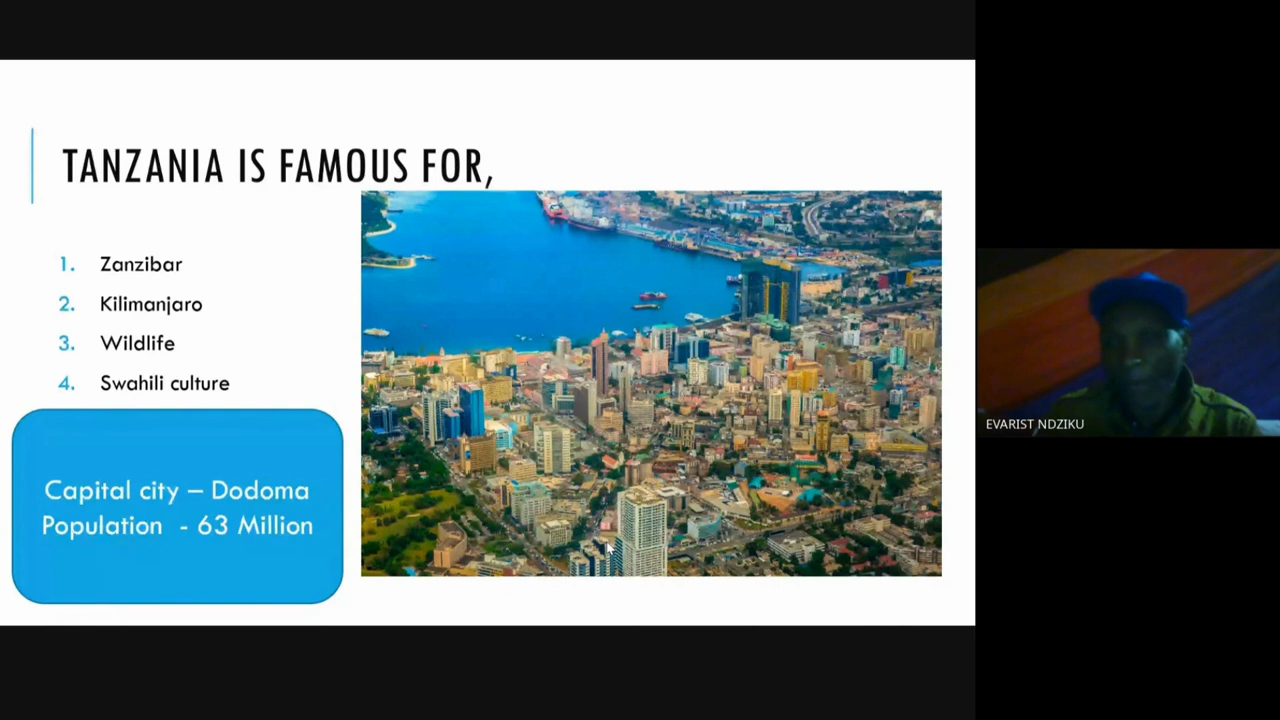 TANZANIA IS FAMOUS FOR,
1. Zanzibar
2. Kilimanjaro
3. Wildlife
4. Swahili culture
Capital city – Dodoma
Population - 63 Million
EVARIST NDZIKU